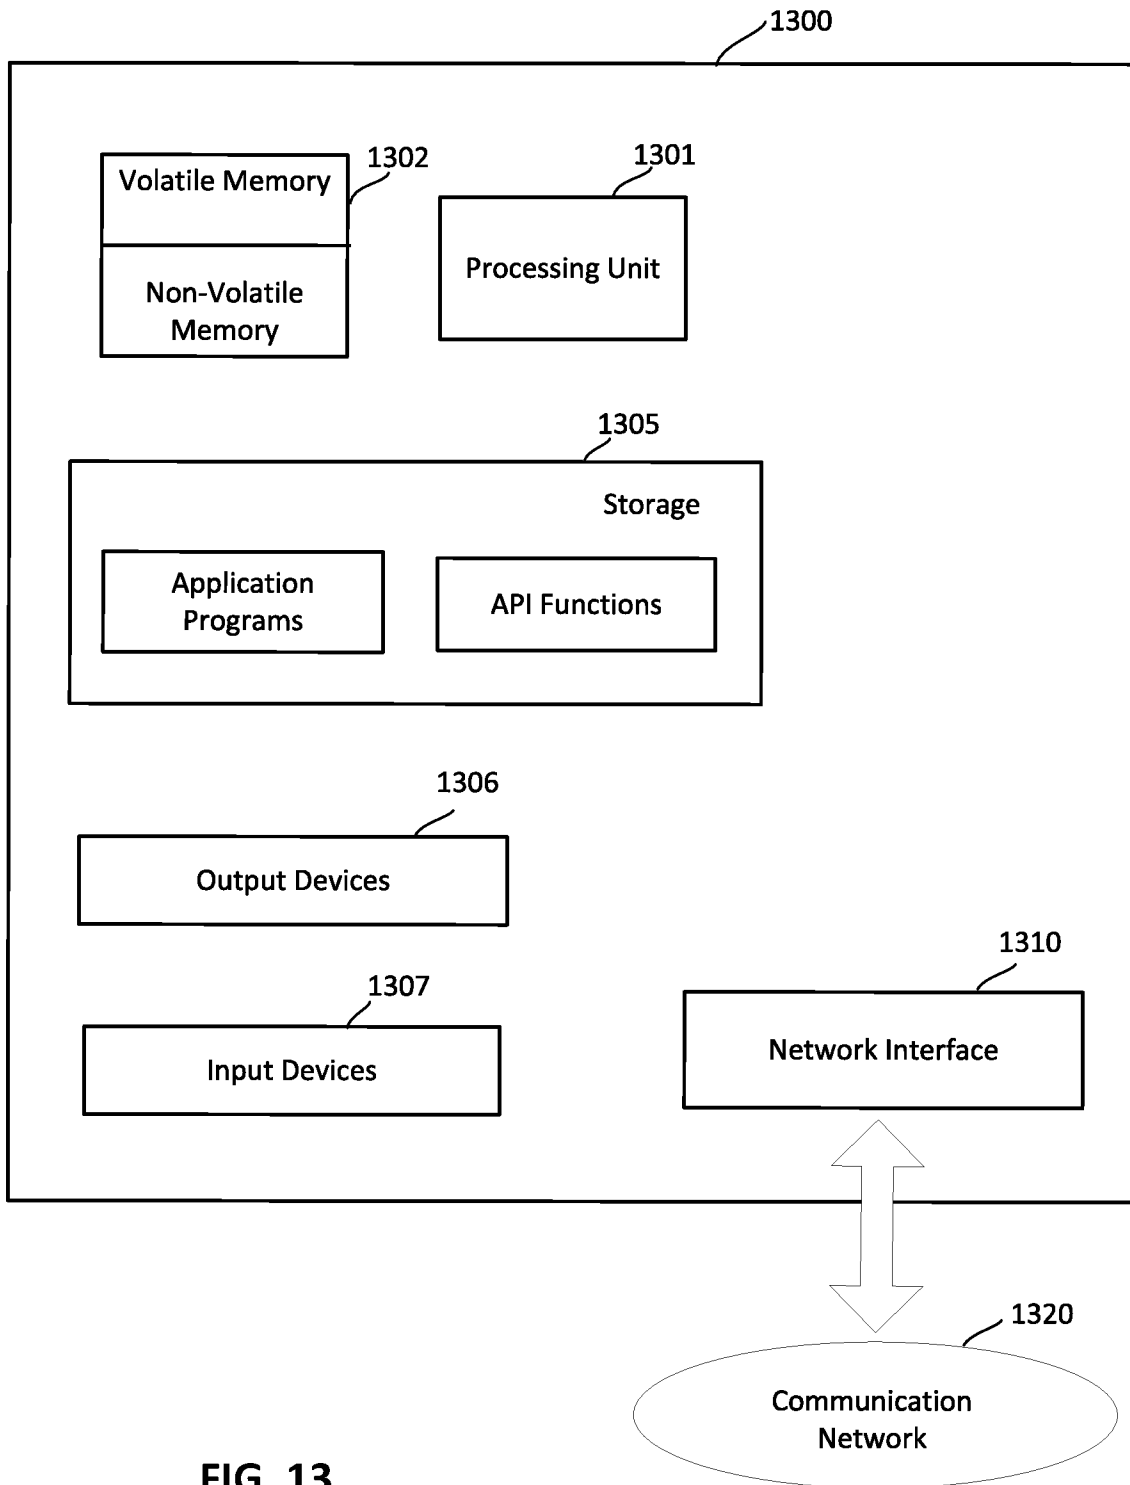 1300
1302
Volatile Memory
Non-Volatile
Memory
1301
Processing Unit
1305
Storage
Application
Programs
API Functions
1306
Output Devices
1307
Input Devices
1310
Network Interface
1320
Communication
Network
FIG. 13